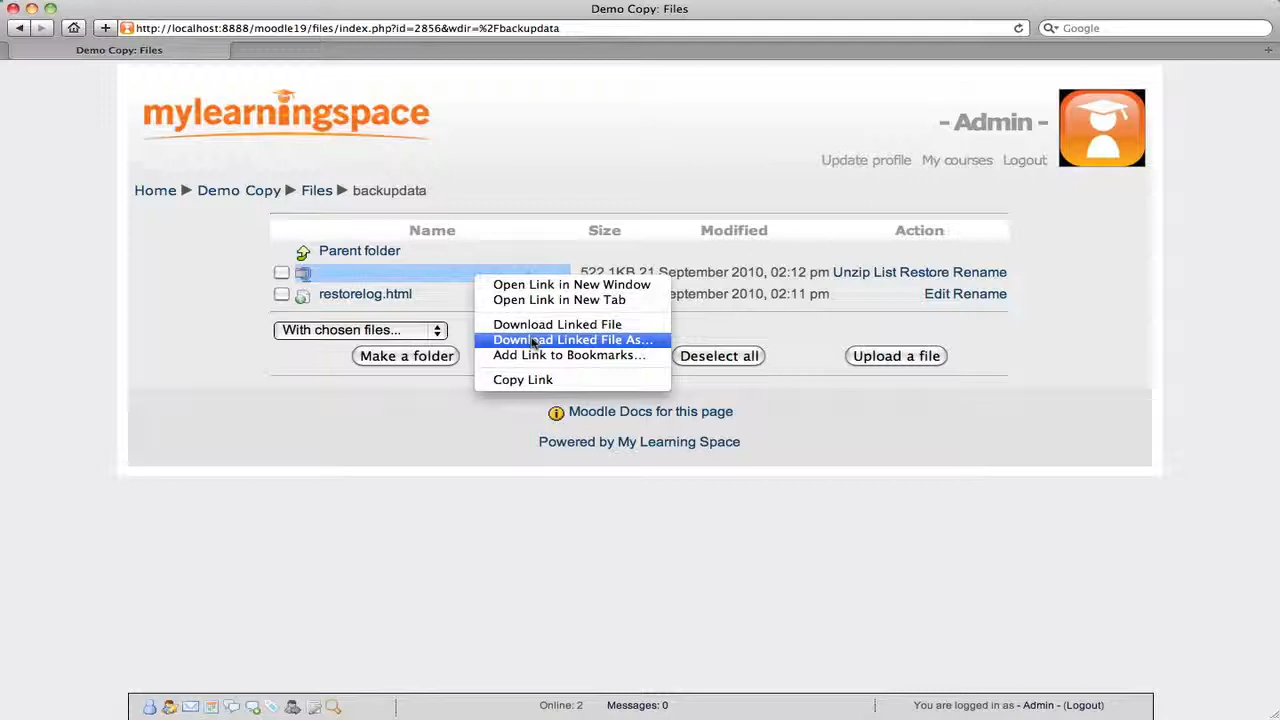 Demo Copy: Files
http://localhost:8888/moodle19/files/index.php?id=2856&wdir=%2Fbackupdata
Google
Demo Copy: Files
mylearningspace
- Admin -
Update profile My courses Logout
Home ► Demo Copy ► Files ► backupdata
Name Size Modified Action
Parent folder
522.1KB 21 September 2010, 02:12 pm Unzip List Restore Rename
restorelog.html September 2010, 02:11 pm Edit Rename
Open Link in New Window
Open Link in New Tab
Download Linked File
Download Linked File As...
Add Link to Bookmarks...
Copy Link
With chosen files...
Make a folder Deselect all Upload a file
Moodle Docs for this page
Powered by My Learning Space
Online: 2 Messages: 0 You are logged in as - Admin - (Logout)